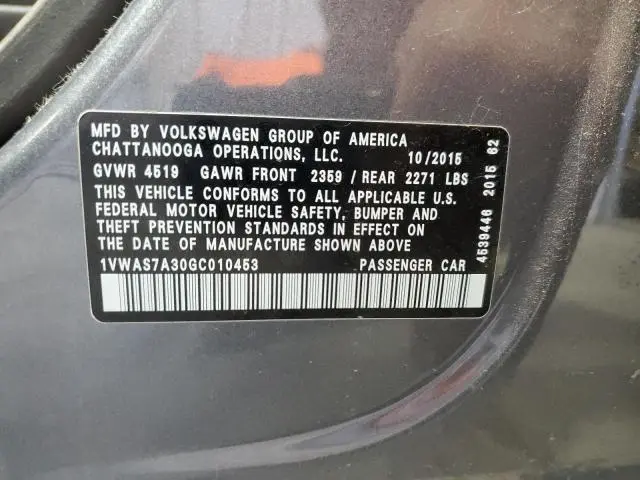 MFD BY VOLKSWAGEN GROUP OF AMERICA
CHATTANOOGA OPERATIONS, LLC. 10/2015
GVWR 4519 GAWR FRONT 2359 / REAR 2271 LBS
THIS VEHICLE CONFORMS TO ALL APPLICABLE U.S.
FEDERAL MOTOR VEHICLE SAFETY, BUMPER AND
THEFT PREVENTION STANDARDS IN EFFECT ON
THE DATE OF MANUFACTURE SHOWN ABOVE
1VWAS7A30GC010453 PASSENGER CAR
4539446 2015 62